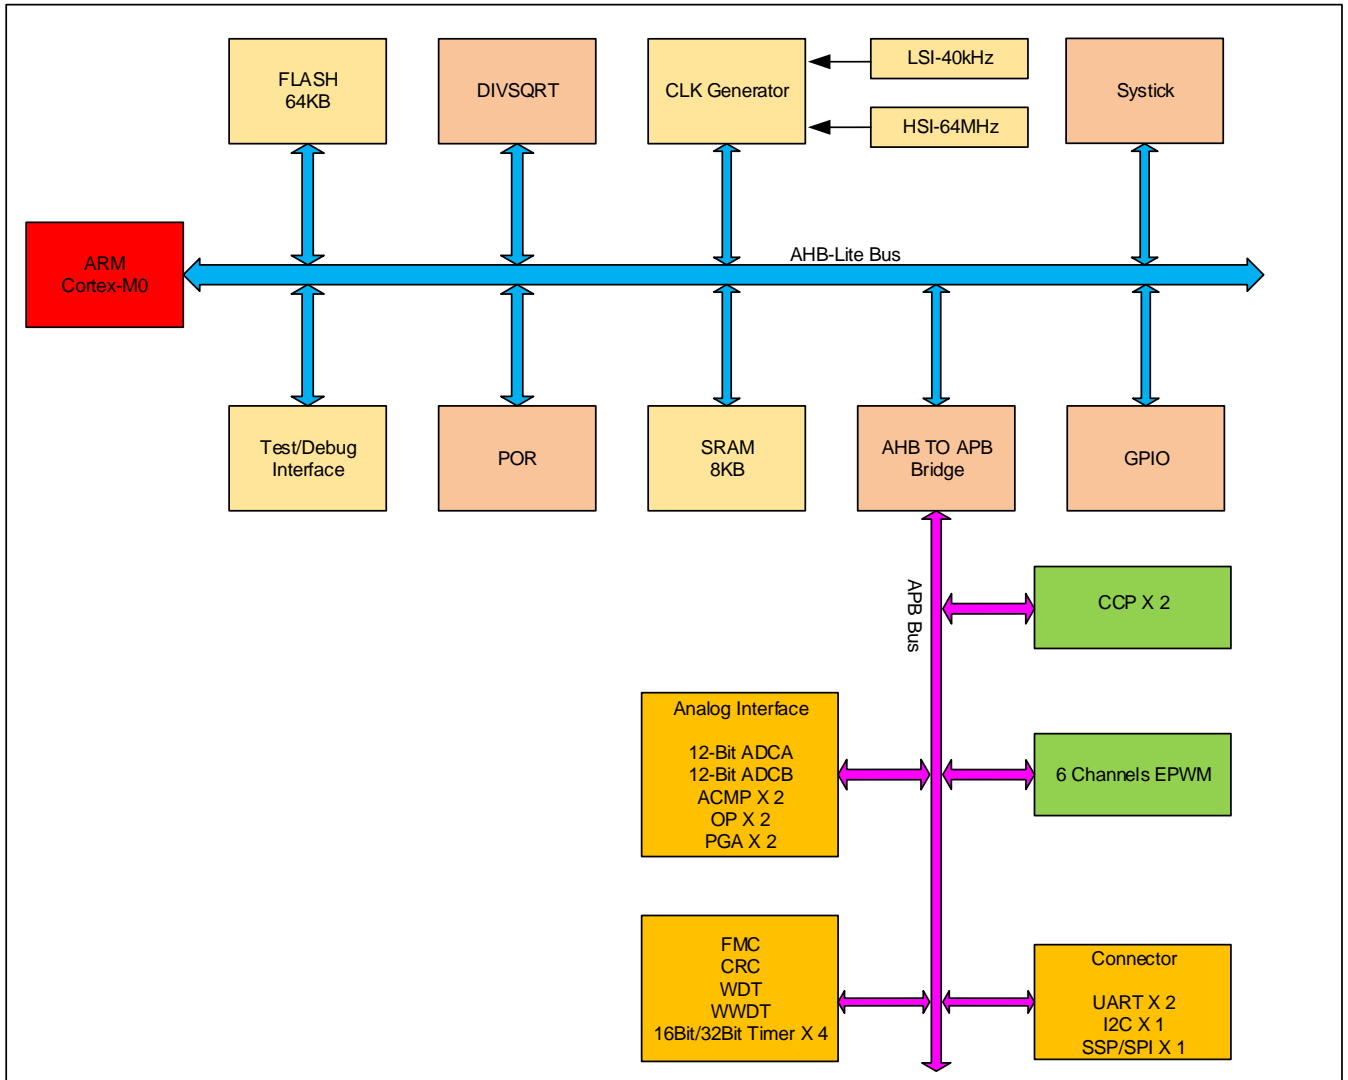 FLASH
64KB
DIVSQRT
CLK Generator
LSI-40kHz
HSI-64MHz
Systick
ARM
Cortex-M0
AHB-Lite Bus
Test/Debug
Interface
POR
SRAM
8KB
AHB TO APB
Bridge
GPIO
APB Bus
CCP X 2
Analog Interface
12-Bit ADCA
12-Bit ADCB
ACMP X 2
OP X 2
PGA X 2
6 Channels EPWM
FMC
CRC
WDT
WWDT
16Bit/32Bit Timer X 4
Connector
UART X 2
I2C X 1
SSP/SPI X 1